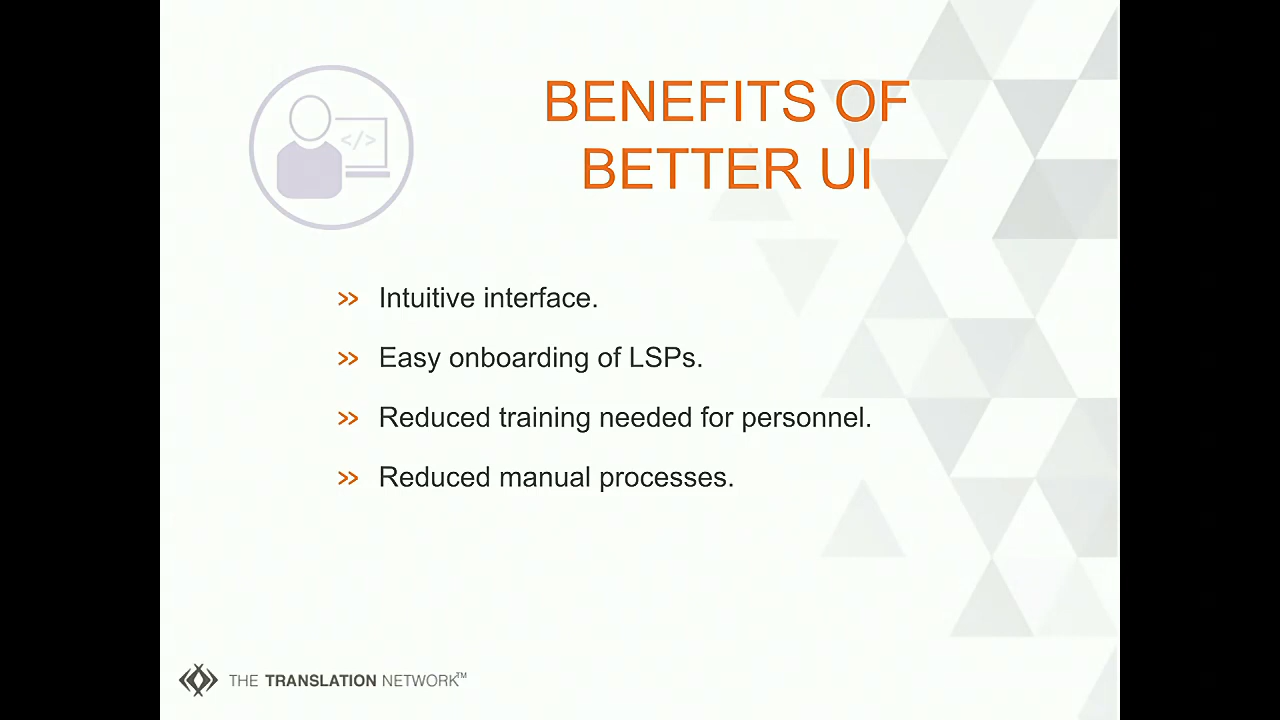 </>
BENEFITS OF
BETTER UI
>> Intuitive interface.
>> Easy onboarding of LSPs.
>> Reduced training needed for personnel.
>> Reduced manual processes.
THE TRANSLATION NETWORK™